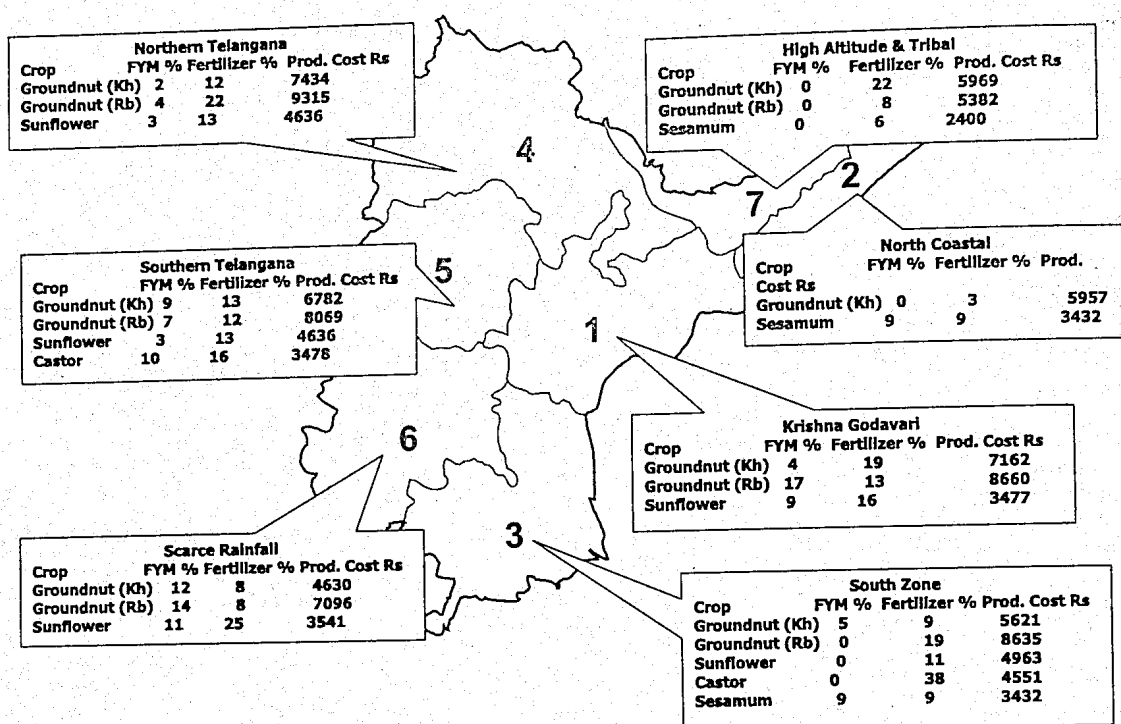 Northern Telangana
Crop FYM % Fertilizer % Prod. Cost Rs
Groundnut (Kh) 2 12 7434
Groundnut (Rb) 4 22 9315
Sunflower 3 13 4636
High Altitude & Tribal
Crop FYM % Fertilizer % Prod. Cost Rs
Groundnut (Kh) 0 22 5969
Groundnut (Rb) 0 8 5382
Sesamum 0 6 2400
4
2
7
North Coastal
Crop FYM % Fertilizer % Prod.
Cost Rs
Groundnut (Kh) 0 3 5957
Sesamum 9 9 3432
Southern Telangana
Crop FYM % Fertilizer % Prod. Cost Rs
Groundnut (Kh) 9 13 6782
Groundnut (Rb) 7 12 8069
Sunflower 3 13 4636
Castor 10 16 3478
5
1
Krishna Godavari
Crop FYM % Fertilizer % Prod. Cost Rs
Groundnut (Kh) 4 19 7162
Groundnut (Rb) 17 13 8660
Sunflower 9 16 3477
6
3
Scarce Rainfall
Crop FYM % Fertilizer % Prod. Cost Rs
Groundnut (Kh) 12 8 4630
Groundnut (Rb) 14 8 7096
Sunflower 11 25 3541
South Zone
Crop FYM % Fertilizer % Prod. Cost Rs
Groundnut (Kh) 5 9 5621
Groundnut (Rb) 0 19 8635
Sunflower 0 11 4963
Castor 0 38 4551
Sesamum 9 9 3432